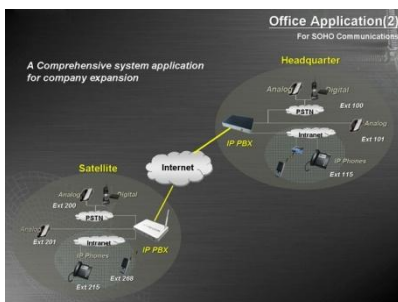 Office Application(2)
For SOHO Communications
A Comprehensive system application
for company expansion
Headquarter
Analog
Digital
Ext 100
PSTN
Analog
Ext 101
Intranet
IP PBX
IP Phones
Ext 115
Internet
Satellite
Analog
Digital
Ext 200
PSTN
Analog
Ext 201
Intranet
IP PBX
IP Phones
Ext 215
Ext 260